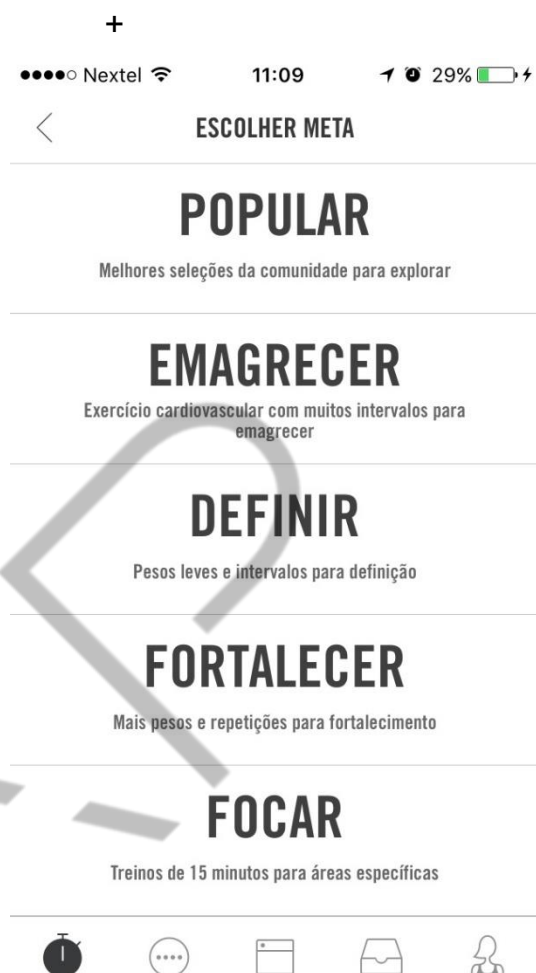 +
Nextel 11:09 29%
ESCOLHER META
POPULAR
Melhores seleções da comunidade para explorar
EMAGRECER
Exercício cardiovascular com muitos intervalos para
emagrecer
DEFINIR
Pesos leves e intervalos para definição
FORTALECER
Mais pesos e repetições para fortalecimento
FOCAR
Treinos de 15 minutos para áreas específicas